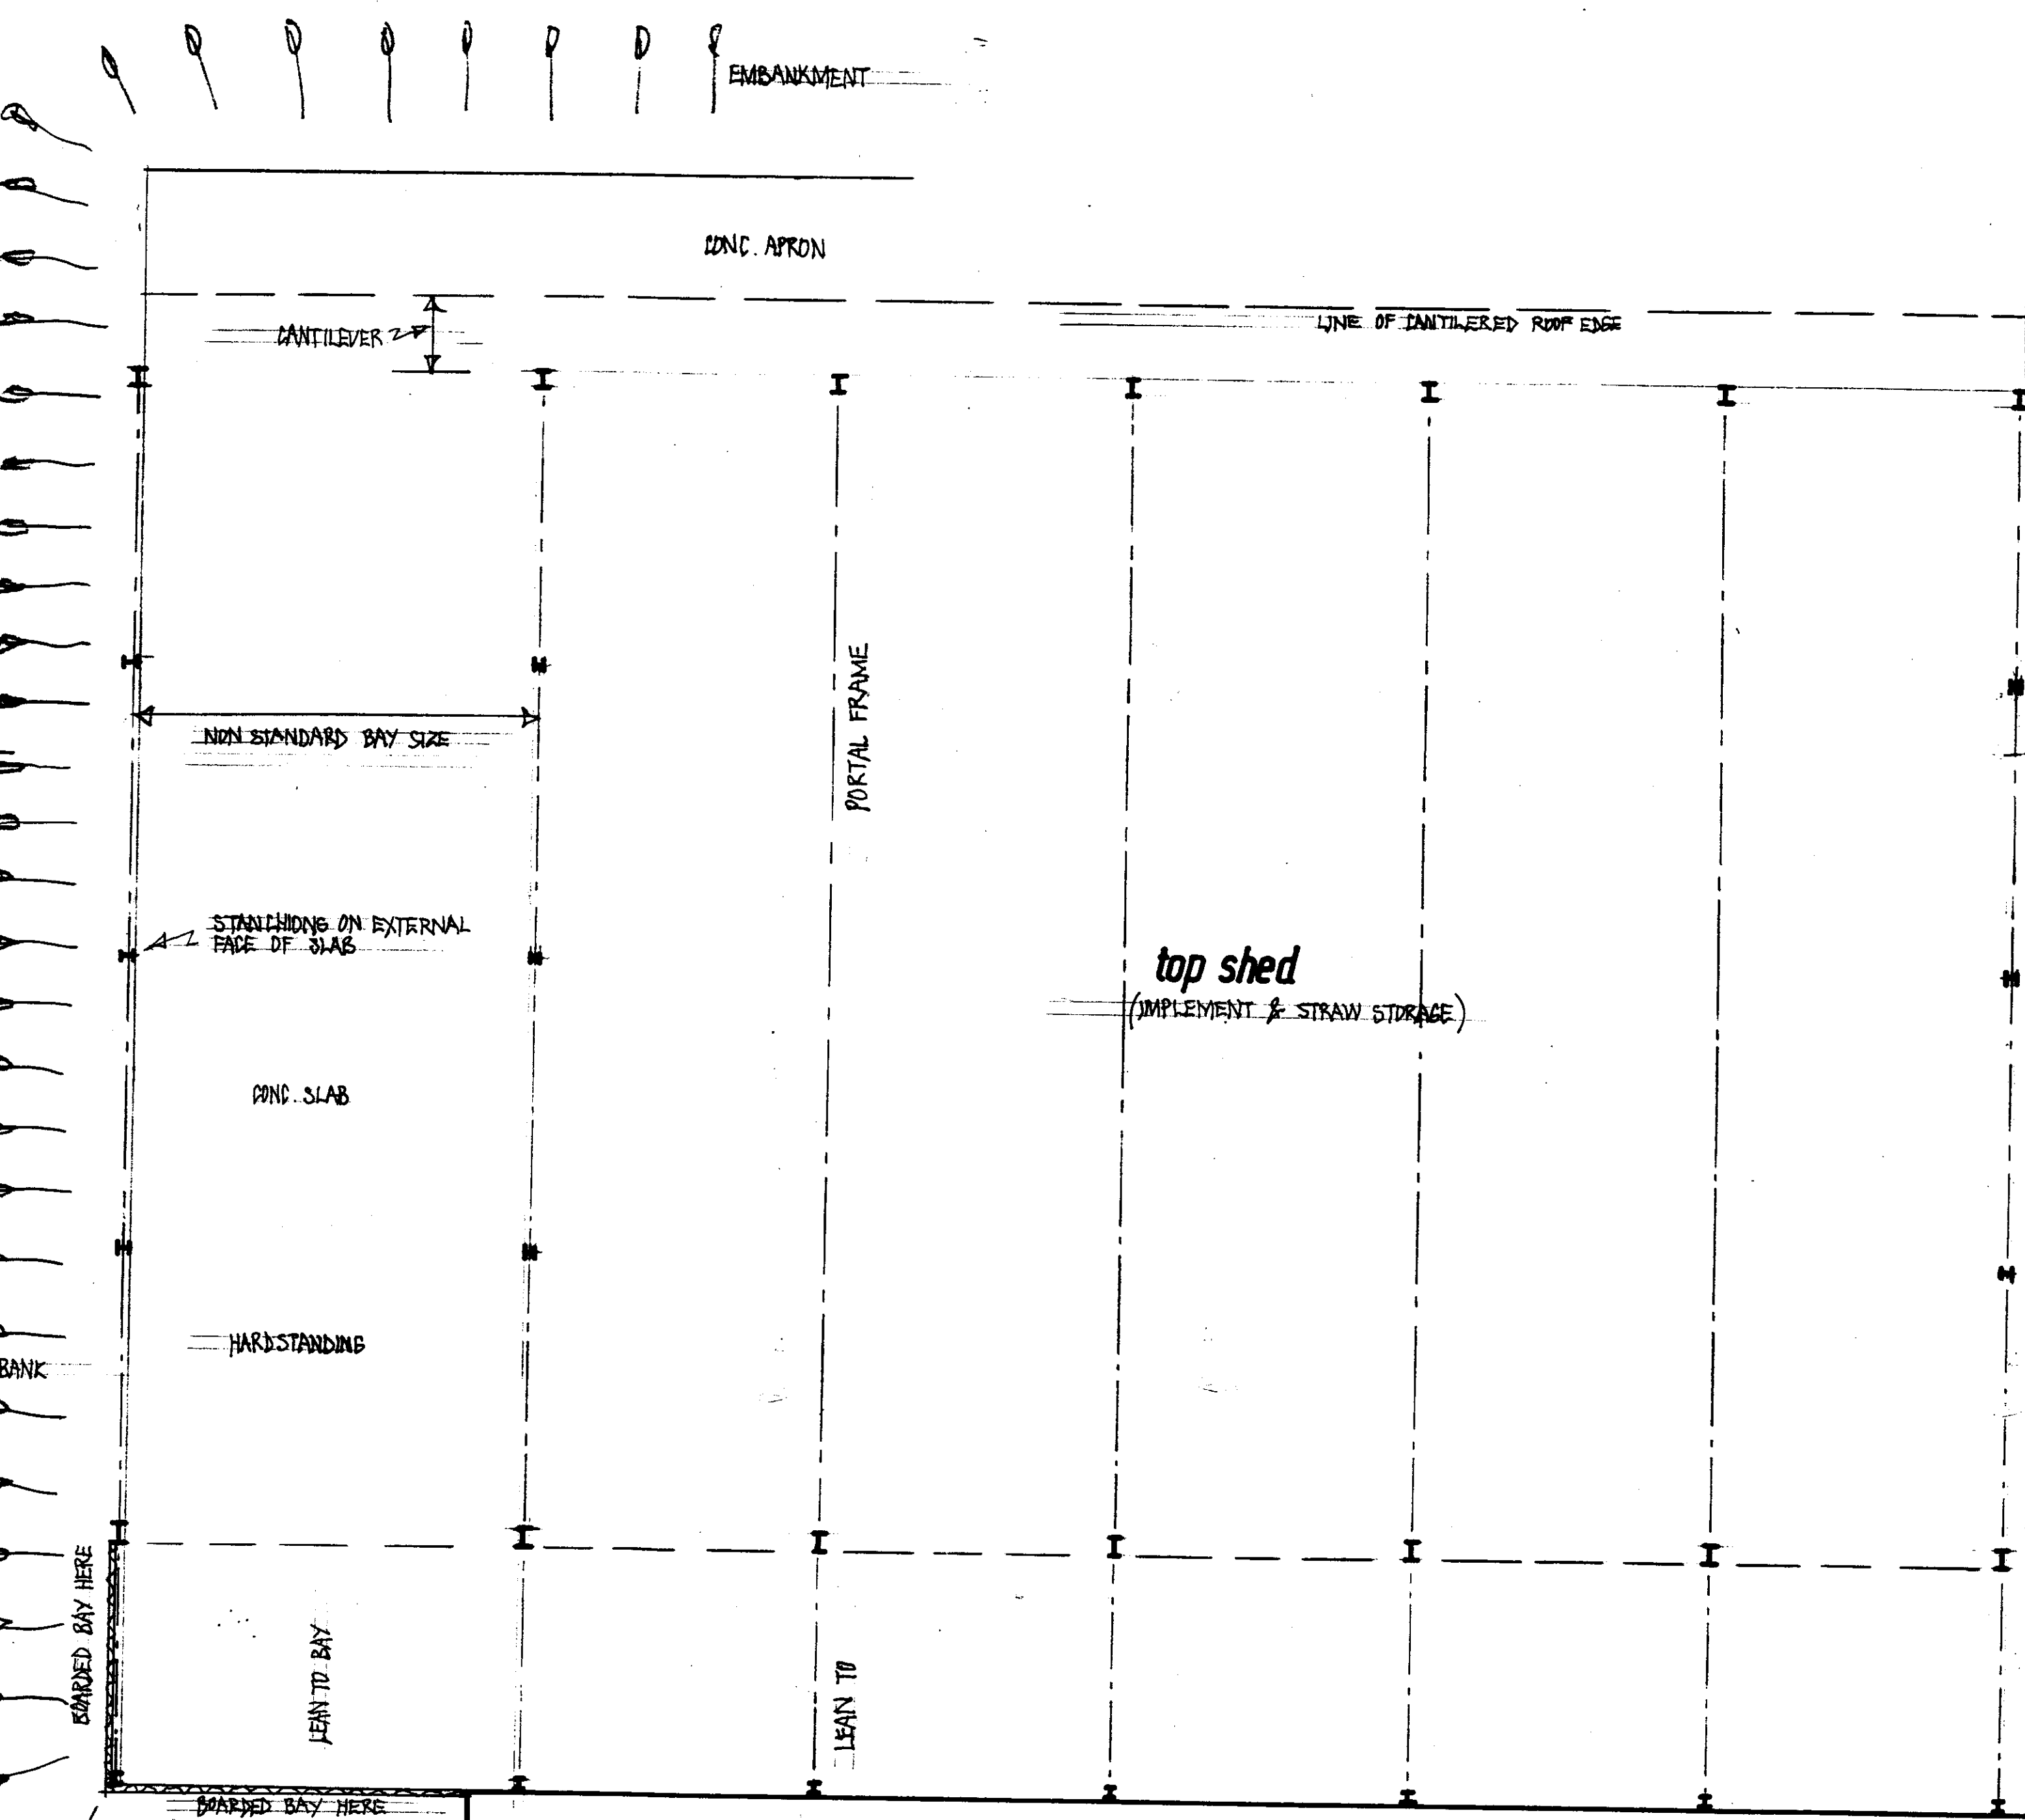 EMBANKMENT
CONC. APRON
CANTILEVER
LINE OF CANTILERED ROOF EDGE
NON STANDARD BAY SIZE
PORTAL FRAME
STANCHIONS ON EXTERNAL
FACE OF SLAB
top shed
(IMPLEMENT & STRAW STORAGE)
CONC. SLAB
HARDSTANDING
BANK
BOARDED BAY HERE
LEAN TO BAY
LEAN TO
BOARDED BAY HERE